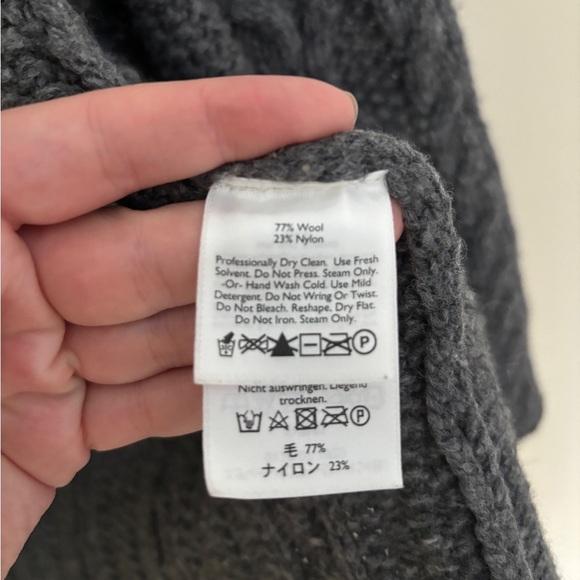 77% Wool
23% Nylon
Professionally Dry Clean. Use Fresh
Solvent. Do Not Press. Steam Only.
-Or- Hand Wash Cold. Use Mild
Detergent. Do Not Wring Or Twist.
Do Not Bleach. Reshape, Dry Flat.
Do Not Iron. Steam Only.
P
Nicht auswringen. Liegend
trocknen.
P
毛 77%
ナイロン 23%